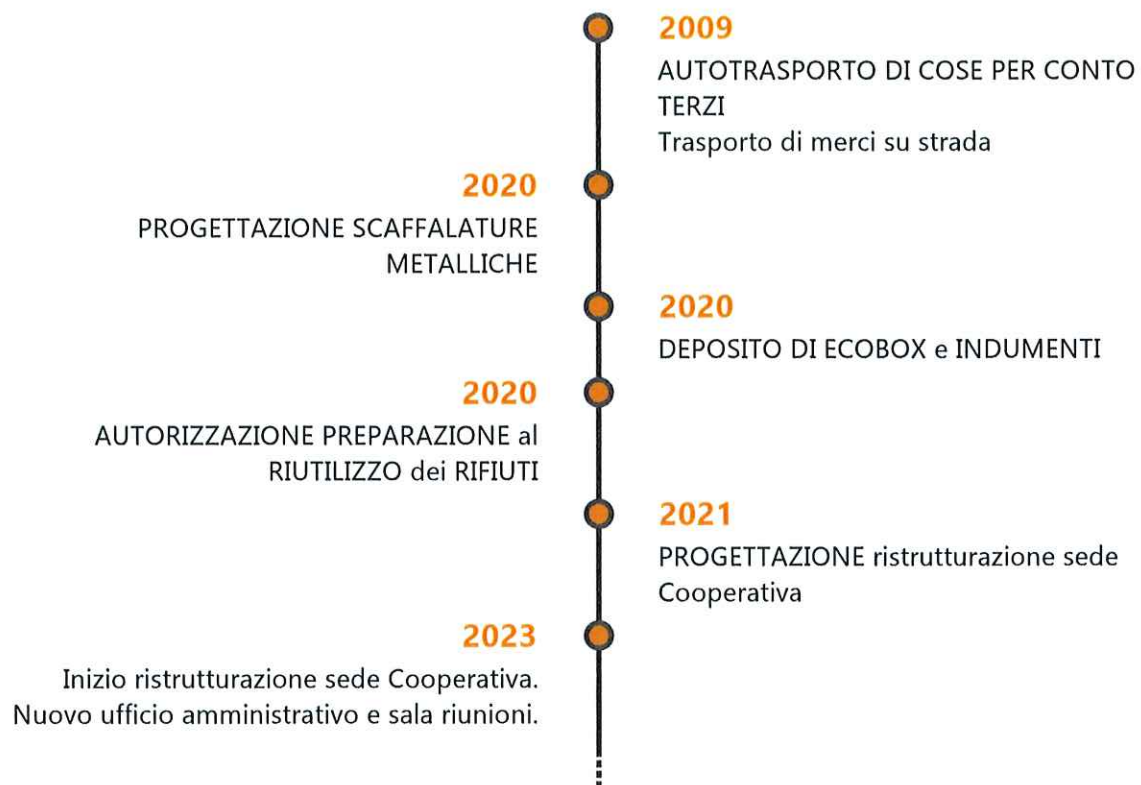 2009
AUTOTRASPORTO DI COSE PER CONTO
TERZI
Trasporto di merci su strada
2020
PROGETTAZIONE SCAFFALATURE
METALLICHE
2020
DEPOSITO DI ECOBOX e INDUMENTI
2020
AUTORIZZAZIONE PREPARAZIONE al
RIUTILIZZO dei RIFIUTI
2021
PROGETTAZIONE ristrutturazione sede
Cooperativa
2023
Inizio ristrutturazione sede Cooperativa.
Nuovo ufficio amministrativo e sala riunioni.